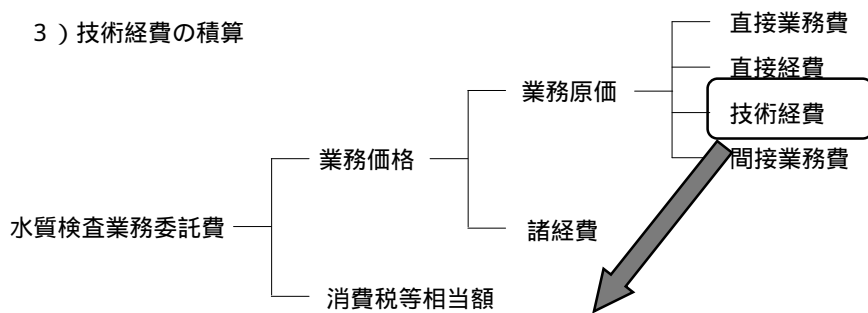 ３）技術経費の積算
直接業務費
直接経費
業務原価
技術経費
業務価格
間接業務費
水質検査業務委託費
諸経費
消費税等相当額